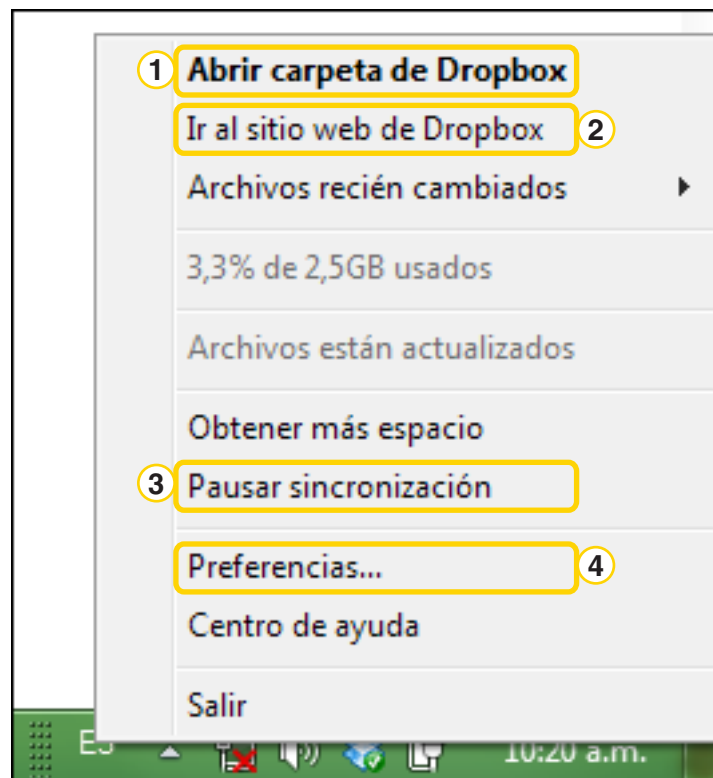 1 Abrir carpeta de Dropbox
Ir al sitio web de Dropbox 2
Archivos recién cambiados
3,3% de 2,5GB usados
Archivos están actualizados
Obtener más espacio
3 Pausar sincronización
Preferencias... 4
Centro de ayuda
Salir
10:20 a.m.